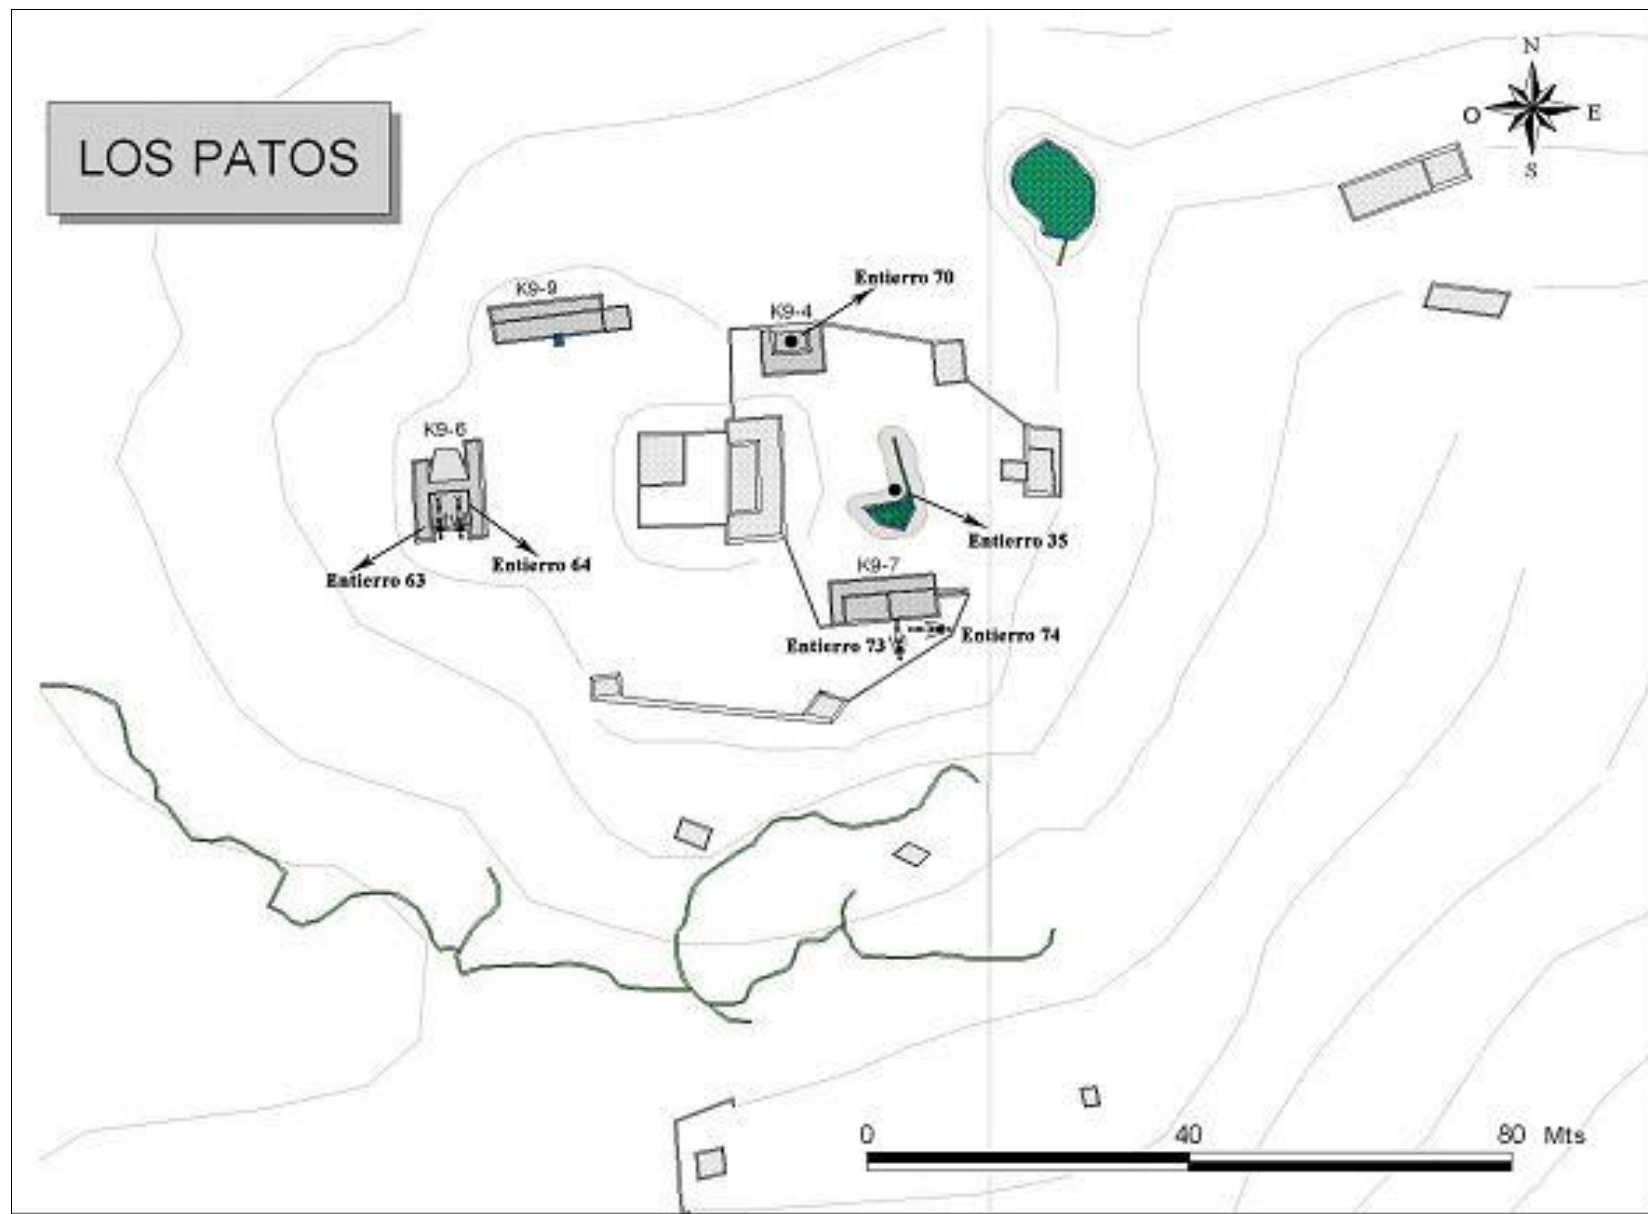 N
O E
S
LOS PATOS
Entierro 70
K9-9
K9-4
K9-6
Entierro 35
Entierro 64
K9-7
Entierro 63
Entierro 74
Entierro 73
0 40 80 Mts